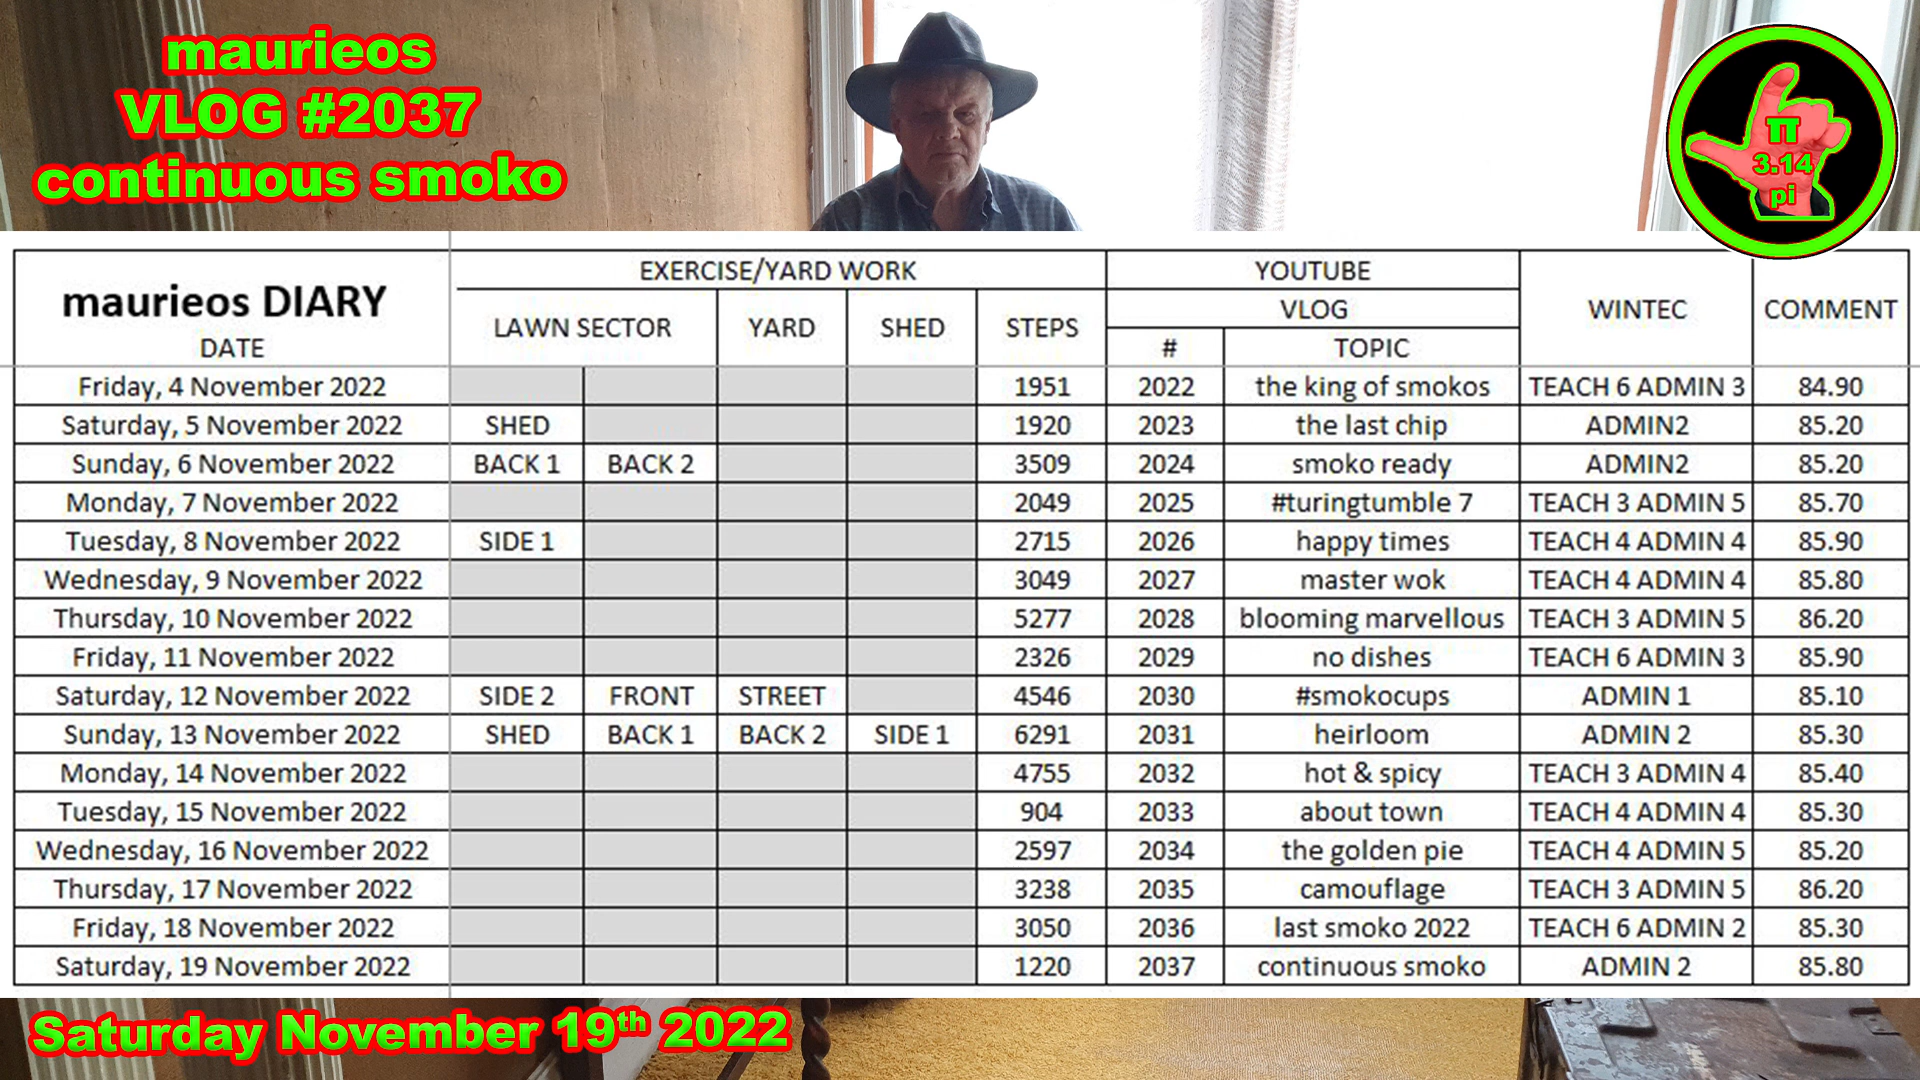 maurieos
VLOG #2037
continuous smoko
π
3.14
pi
maurieos DIARY
DATE
EXERCISE/YARD WORK
LAWN SECTOR YARD SHED STEPS
YOUTUBE
VLOG
# TOPIC
WINTEC COMMENT
Friday, 4 November 2022 1951 2022 the king of smokos TEACH 6 ADMIN 3 84.90
Saturday, 5 November 2022 SHED 1920 2023 the last chip ADMIN2 85.20
Sunday, 6 November 2022 BACK 1 BACK 2 3509 2024 smoko ready ADMIN2 85.20
Monday, 7 November 2022 2049 2025 #turingtumble 7 TEACH 3 ADMIN 5 85.70
Tuesday, 8 November 2022 SIDE 1 2715 2026 happy times TEACH 4 ADMIN 4 85.90
Wednesday, 9 November 2022 3049 2027 master wok TEACH 4 ADMIN 4 85.80
Thursday, 10 November 2022 5277 2028 blooming marvellous TEACH 3 ADMIN 5 86.20
Friday, 11 November 2022 2326 2029 no dishes TEACH 6 ADMIN 3 85.90
Saturday, 12 November 2022 SIDE 2 FRONT STREET 4546 2030 #smokocups ADMIN 1 85.10
Sunday, 13 November 2022 SHED BACK 1 BACK 2 SIDE 1 6291 2031 heirloom ADMIN 2 85.30
Monday, 14 November 2022 4755 2032 hot & spicy TEACH 3 ADMIN 4 85.40
Tuesday, 15 November 2022 904 2033 about town TEACH 4 ADMIN 4 85.30
Wednesday, 16 November 2022 2597 2034 the golden pie TEACH 4 ADMIN 5 85.20
Thursday, 17 November 2022 3238 2035 camouflage TEACH 3 ADMIN 5 86.20
Friday, 18 November 2022 3050 2036 last smoko 2022 TEACH 6 ADMIN 2 85.30
Saturday, 19 November 2022 1220 2037 continuous smoko ADMIN 2 85.80
Saturday November 19th 2022